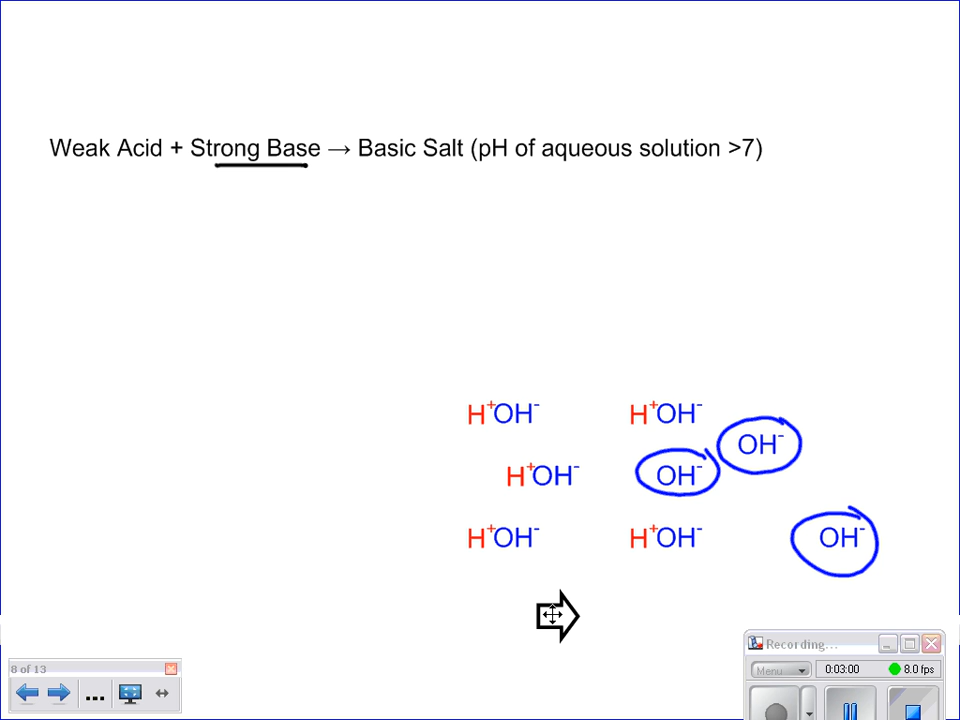 Weak Acid + Strong Base → Basic Salt (pH of aqueous solution >7)
H⁺OH⁻ H⁺OH⁻
OH⁻
H⁺OH⁻ OH⁻
H⁺OH⁻ H⁺OH⁻ OH⁻
8 of 13
...
Recording...
Menu 0:03:00 8.0 fps